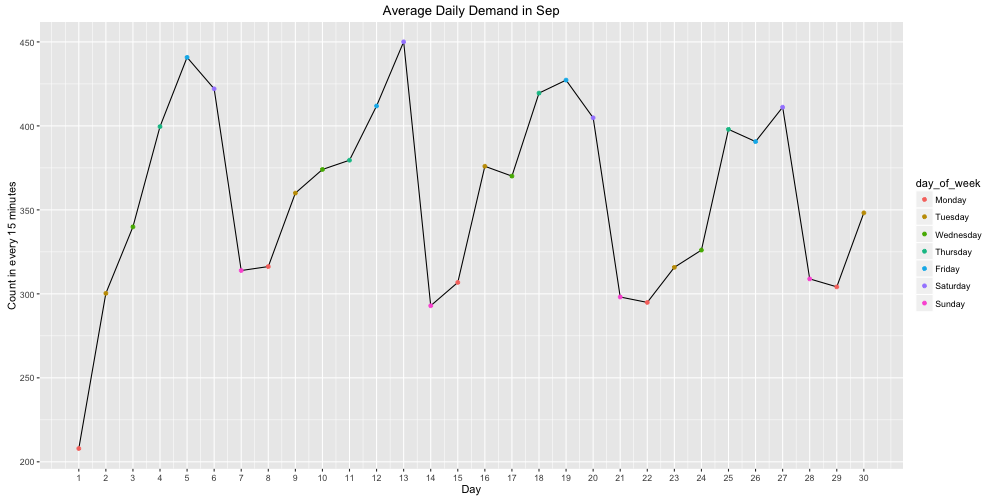 Average Daily Demand in Sep
Count in every 15 minutes
450
400
350
300
250
200
1 2 3 4 5 6 7 8 9 10 11 12 13 14 15 16 17 18 19 20 21 22 23 24 25 26 27 28 29 30
Day
day_of_week
Monday
Tuesday
Wednesday
Thursday
Friday
Saturday
Sunday